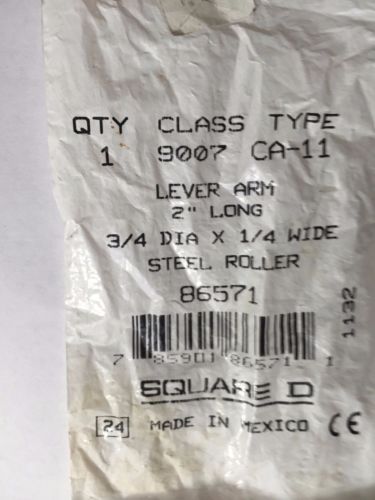 QTY CLASS TYPE
1 9007 CA-11
LEVER ARM
2" LONG
3/4 DIA X 1/4 WIDE
STEEL ROLLER
86571
1132
7 85901 86571 1
SQUARE D
24 MADE IN MEXICO CE